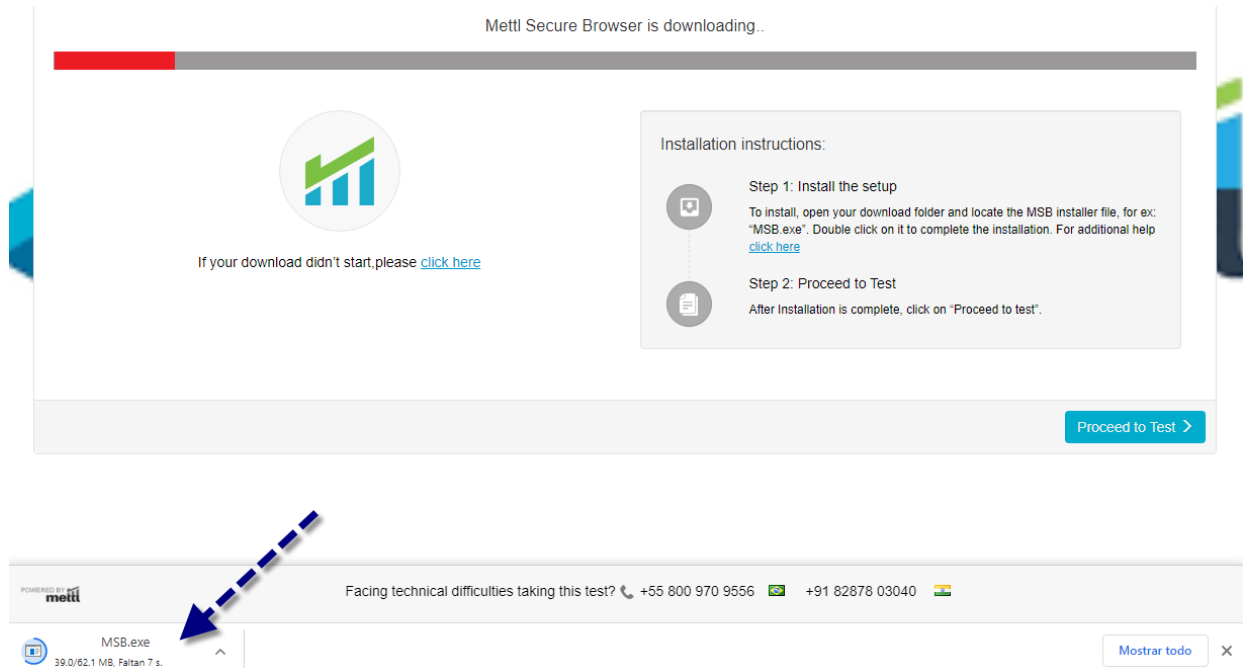 Mettl Secure Browser is downloading..
If your download didn't start,please click here
Installation instructions:
Step 1: Install the setup
To install, open your download folder and locate the MSB installer file, for ex:
“MSB.exe”. Double click on it to complete the installation. For additional help
click here
Step 2: Proceed to Test
After Installation is complete, click on “Proceed to test”.
Proceed to Test
POWERED BY
mettl
Facing technical difficulties taking this test? +55 800 970 9556 +91 82878 03040
MSB.exe
39.0/62.1 MB, Faltan 7 s.
Mostrar todo